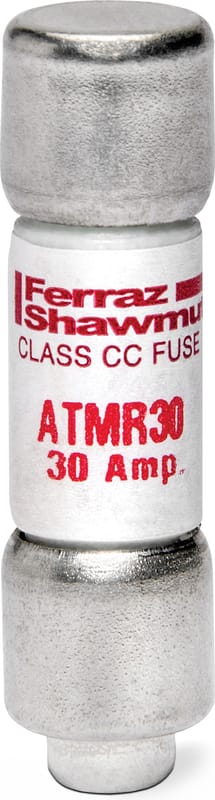 Ferraz
Shawmut
CLASS CC FUSE
ATMR30
30 Amp.